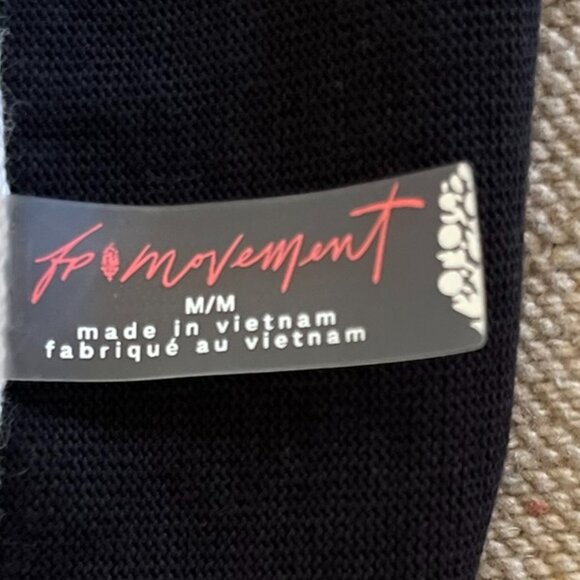 fp movement
M/M
made in vietnam
fabriqué au vietnam